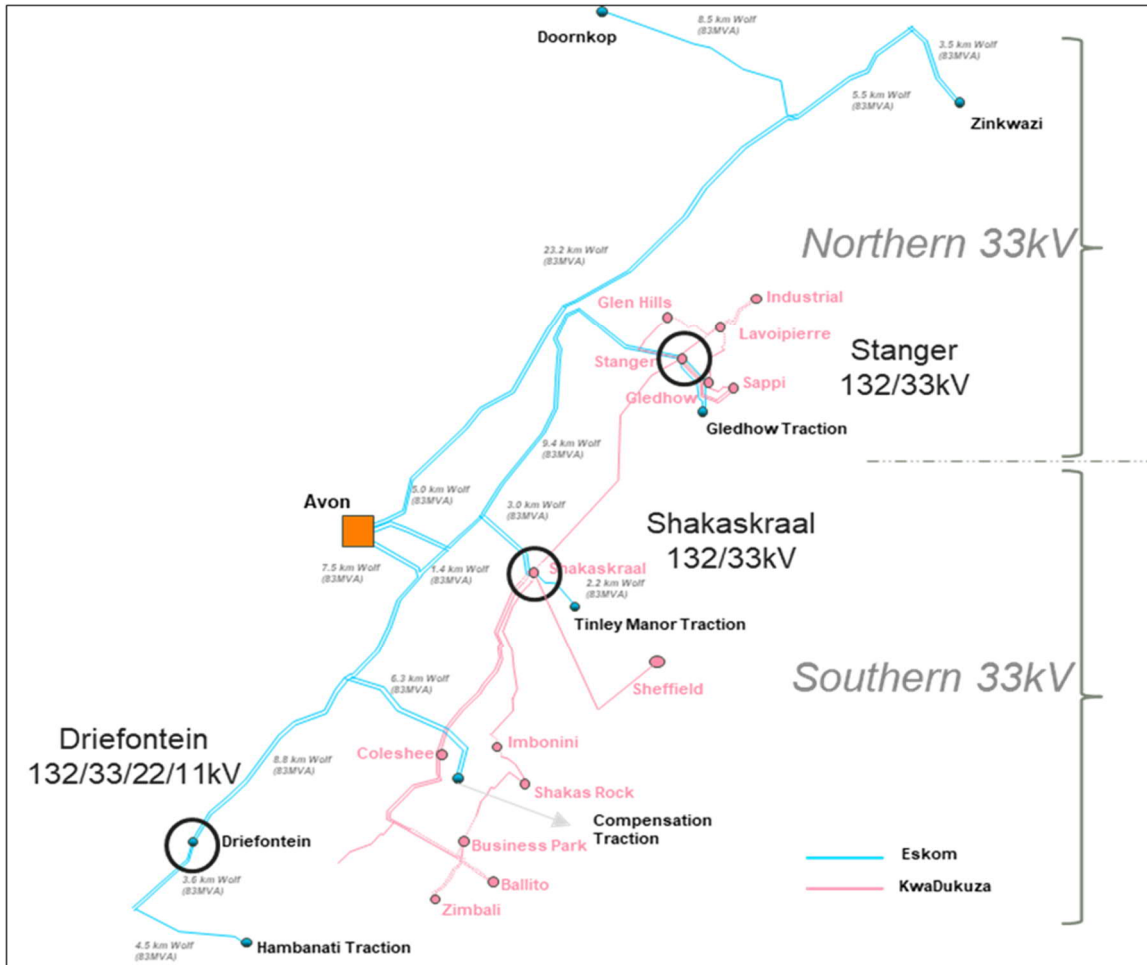 8.5 km Wolf
(83MVA)
Doornkop
3.5 km Wolf
(83MVA)
5.5 km Wolf
(83MVA)
Zinkwazi
Northern 33kV
23.2 km Wolf
(83MVA)
Glen Hills
Industrial
Lavoipierre
Stanger
Stanger
132/33kV
Sappi
Gledhow
Gledhow Traction
9.4 km Wolf
(83MVA)
5.0 km Wolf
(83MVA)
Avon
3.0 km Wolf
(83MVA)
Shakaskraal
132/33kV
7.5 km Wolf
(83MVA)
1.4 km Wolf
(83MVA)
Shakaskraal
2.2 km Wolf
(83MVA)
Tinley Manor Traction
Southern 33kV
6.3 km Wolf
(83MVA)
Sheffield
Driefontein
132/33/22/11kV
8.8 km Wolf
(83MVA)
Coleshee
Imbonini
Shakas Rock
Compensation
Traction
Driefontein
Business Park
Eskom
3.6 km Wolf
(83MVA)
Ballito
KwaDukuza
Zimbali
4.5 km Wolf
(83MVA)
Hambanati Traction